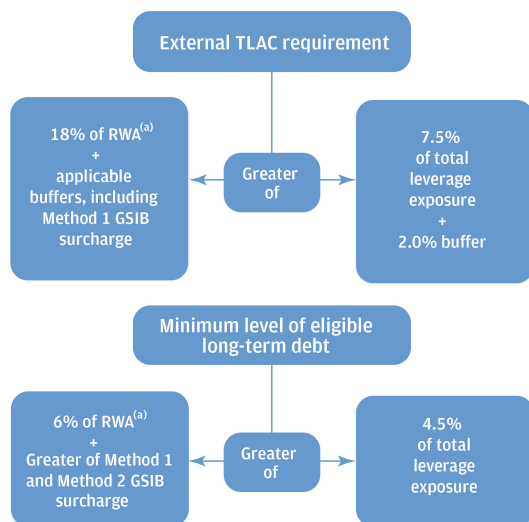 External TLAC requirement
18% of RWA(a)
+
applicable
buffers, including
Method 1 GSIB
surcharge
Greater
of
7.5%
of total
leverage
exposure
+
2.0% buffer
Minimum level of eligible
long-term debt
6% of RWA(a)
+
Greater of Method 1
and Method 2 GSIB
surcharge
Greater
of
4.5%
of total
leverage
exposure